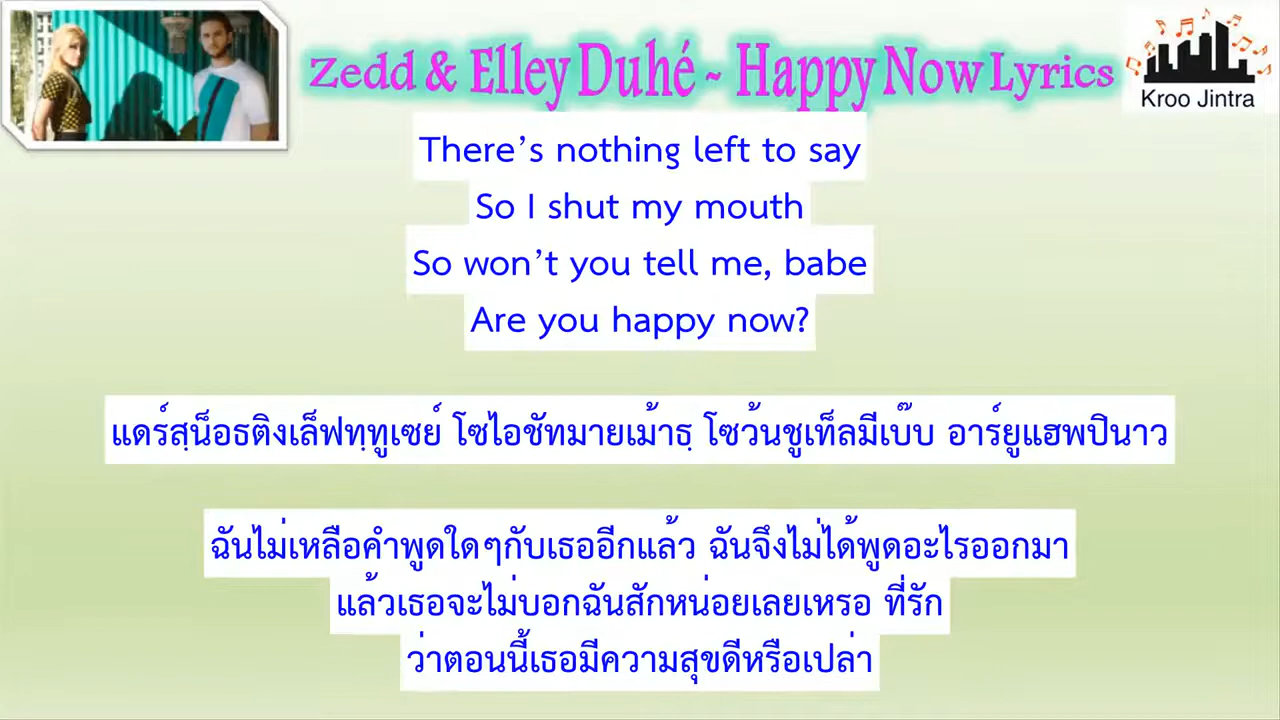 Zedd & Elley Duhé ~ Happy Now Lyrics
Kroo Jintra
There's nothing left to say
So I shut my mouth
So won't you tell me, babe
Are you happy now?
แดร์สฺน็อธติงเล็ฟทฺทูเซย์ โซไอชัทมายเม้าธฺ โซว้นชูเท็ลมีเบ๊บ อาร์ยูแฮพปินาว
ฉันไม่เหลือคำพูดใดๆกับเธออีกแล้ว ฉันจึงไม่ได้พูดอะไรออกมา
แล้วเธอจะไม่บอกฉันสักหน่อยเลยเหรอ ที่รัก
ว่าตอนนี้เธอมีความสุขดีหรือเปล่า